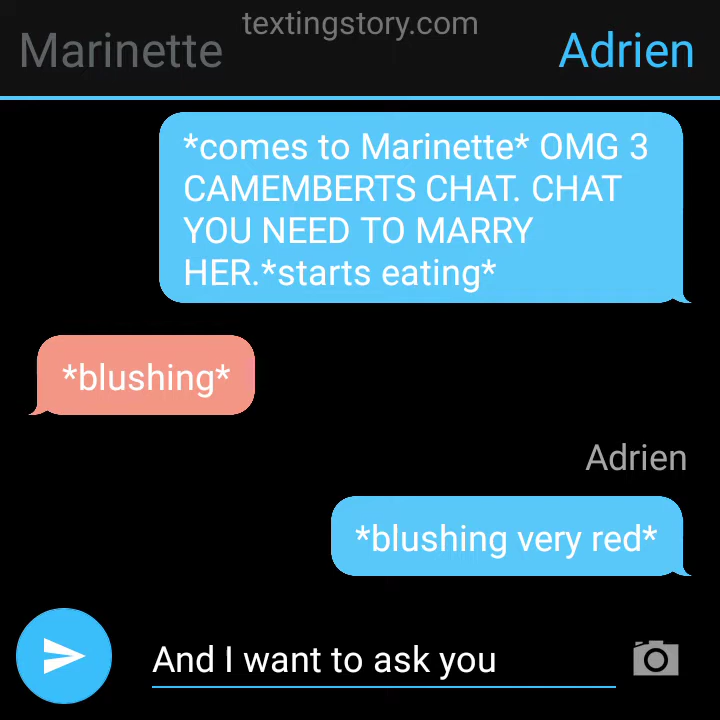 textingstory.com
Marinette
Adrien
*comes to Marinette* OMG 3
CAMEMBERTS CHAT. CHAT
YOU NEED TO MARRY
HER.*starts eating*
*blushing*
Adrien
*blushing very red*
And I want to ask you